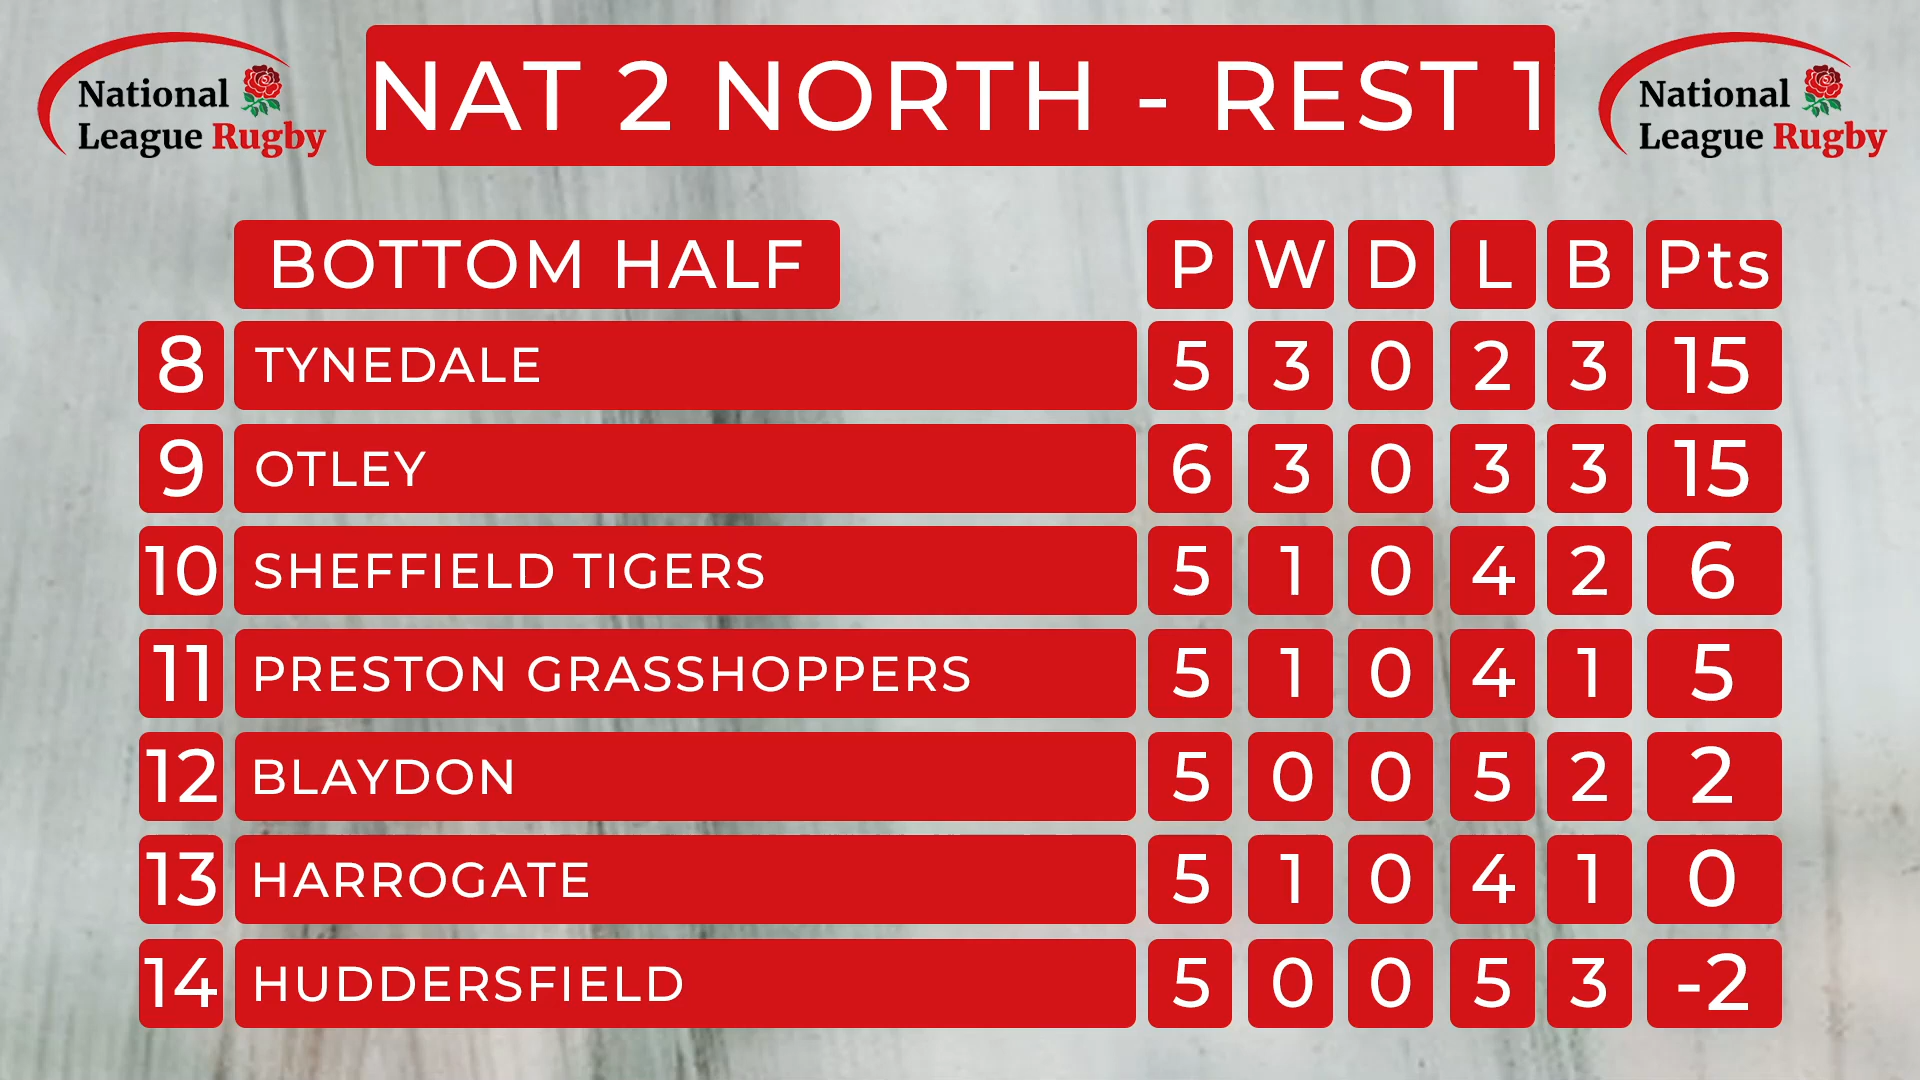 National
League Rugby
NAT 2 NORTH - REST 1
National
League Rugby
BOTTOM HALF P W D L B Pts
8 TYNEDALE 5 3 0 2 3 15
9 OTLEY 6 3 0 3 3 15
10 SHEFFIELD TIGERS 5 1 0 4 2 6
11 PRESTON GRASSHOPPERS 5 1 0 4 1 5
12 BLAYDON 5 0 0 5 2 2
13 HARROGATE 5 1 0 4 1 0
14 HUDDERSFIELD 5 0 0 5 3 -2